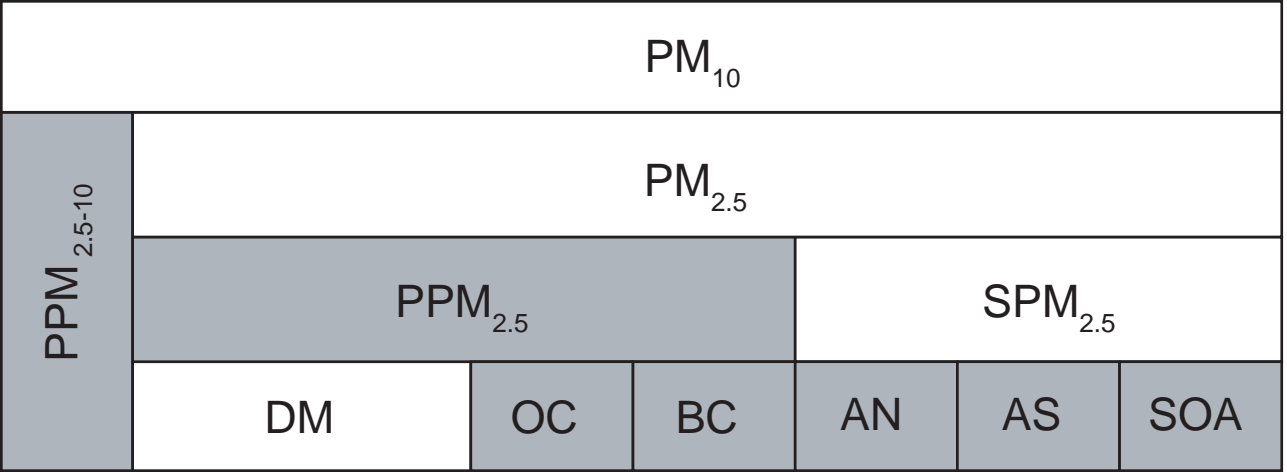 PM10
PM2.5
PPM2.5-10
PPM2.5
SPM2.5
DM
OC
BC
AN
AS
SOA